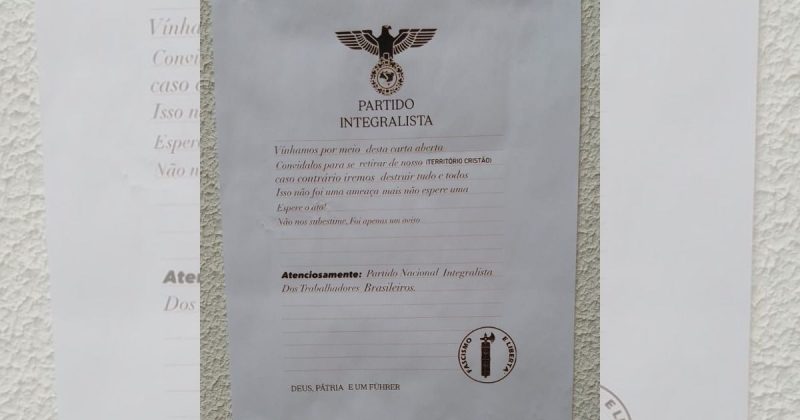 PARTIDO
INTEGRALISTA
Vínhamos por meio desta carta aberta
Convidalos para se retirar de nosso (TERRITÓRIO CRISTÃO)
caso contrário iremos destruir tudo e todos
Isso não foi uma ameaça mais não espere uma
Espere o ato!
Não nos subestime, Foi apenas um aviso
Atenciosamente: Partido Nacional Integralista
Dos Trabalhadores Brasileiros.
FASCISMO E LIBERTA
DEUS, PÁTRIA E UM FÜHRER